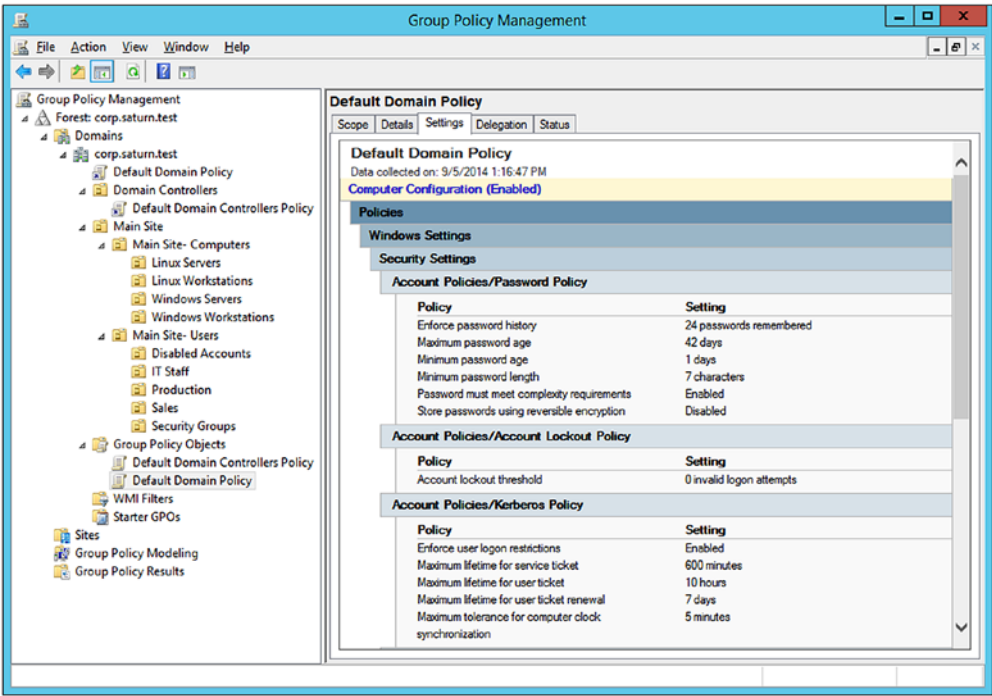 Group Policy Management
File Action View Window Help
Group Policy Management
Forest: corp.saturn.test
Domains
corp.saturn.test
Default Domain Policy
Domain Controllers
Default Domain Controllers Policy
Main Site
Main Site- Computers
Linux Servers
Linux Workstations
Windows Servers
Windows Workstations
Main Site- Users
Disabled Accounts
IT Staff
Production
Sales
Security Groups
Group Policy Objects
Default Domain Controllers Policy
Default Domain Policy
WMI Filters
Starter GPOs
Sites
Group Policy Modeling
Group Policy Results
Default Domain Policy
Scope Details Settings Delegation Status
Default Domain Policy
Data collected on: 9/5/2014 1:16:47 PM
Computer Configuration (Enabled)
Policies
Windows Settings
Security Settings
Account Policies/Password Policy
Policy Setting
Enforce password history 24 passwords remembered
Maximum password age 42 days
Minimum password age 1 days
Minimum password length 7 characters
Password must meet complexity requirements Enabled
Store passwords using reversible encryption Disabled
Account Policies/Account Lockout Policy
Policy Setting
Account lockout threshold 0 invalid logon attempts
Account Policies/Kerberos Policy
Policy Setting
Enforce user logon restrictions Enabled
Maximum lifetime for service ticket 600 minutes
Maximum lifetime for user ticket 10 hours
Maximum lifetime for user ticket renewal 7 days
Maximum tolerance for computer clock 5 minutes
synchronization